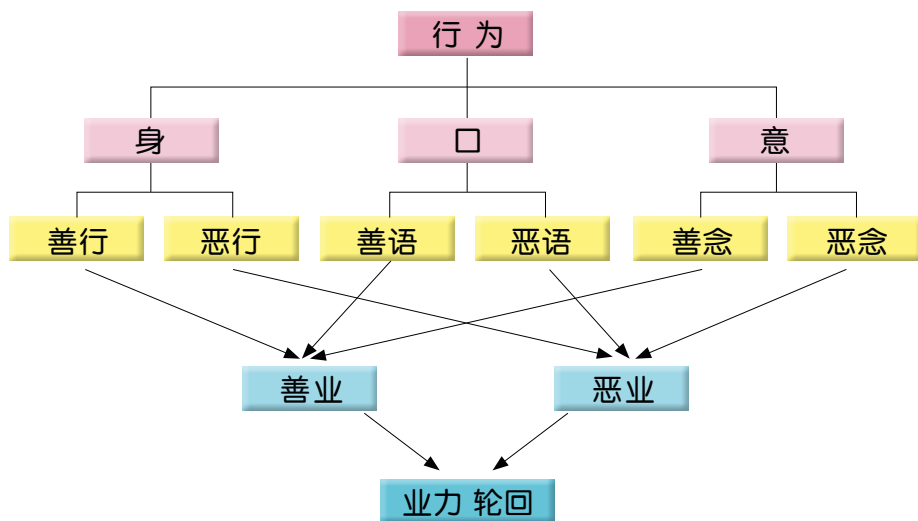 行 为
身
口
意
善行
恶行
善语
恶语
善念
恶念
善业
恶业
业力 轮回